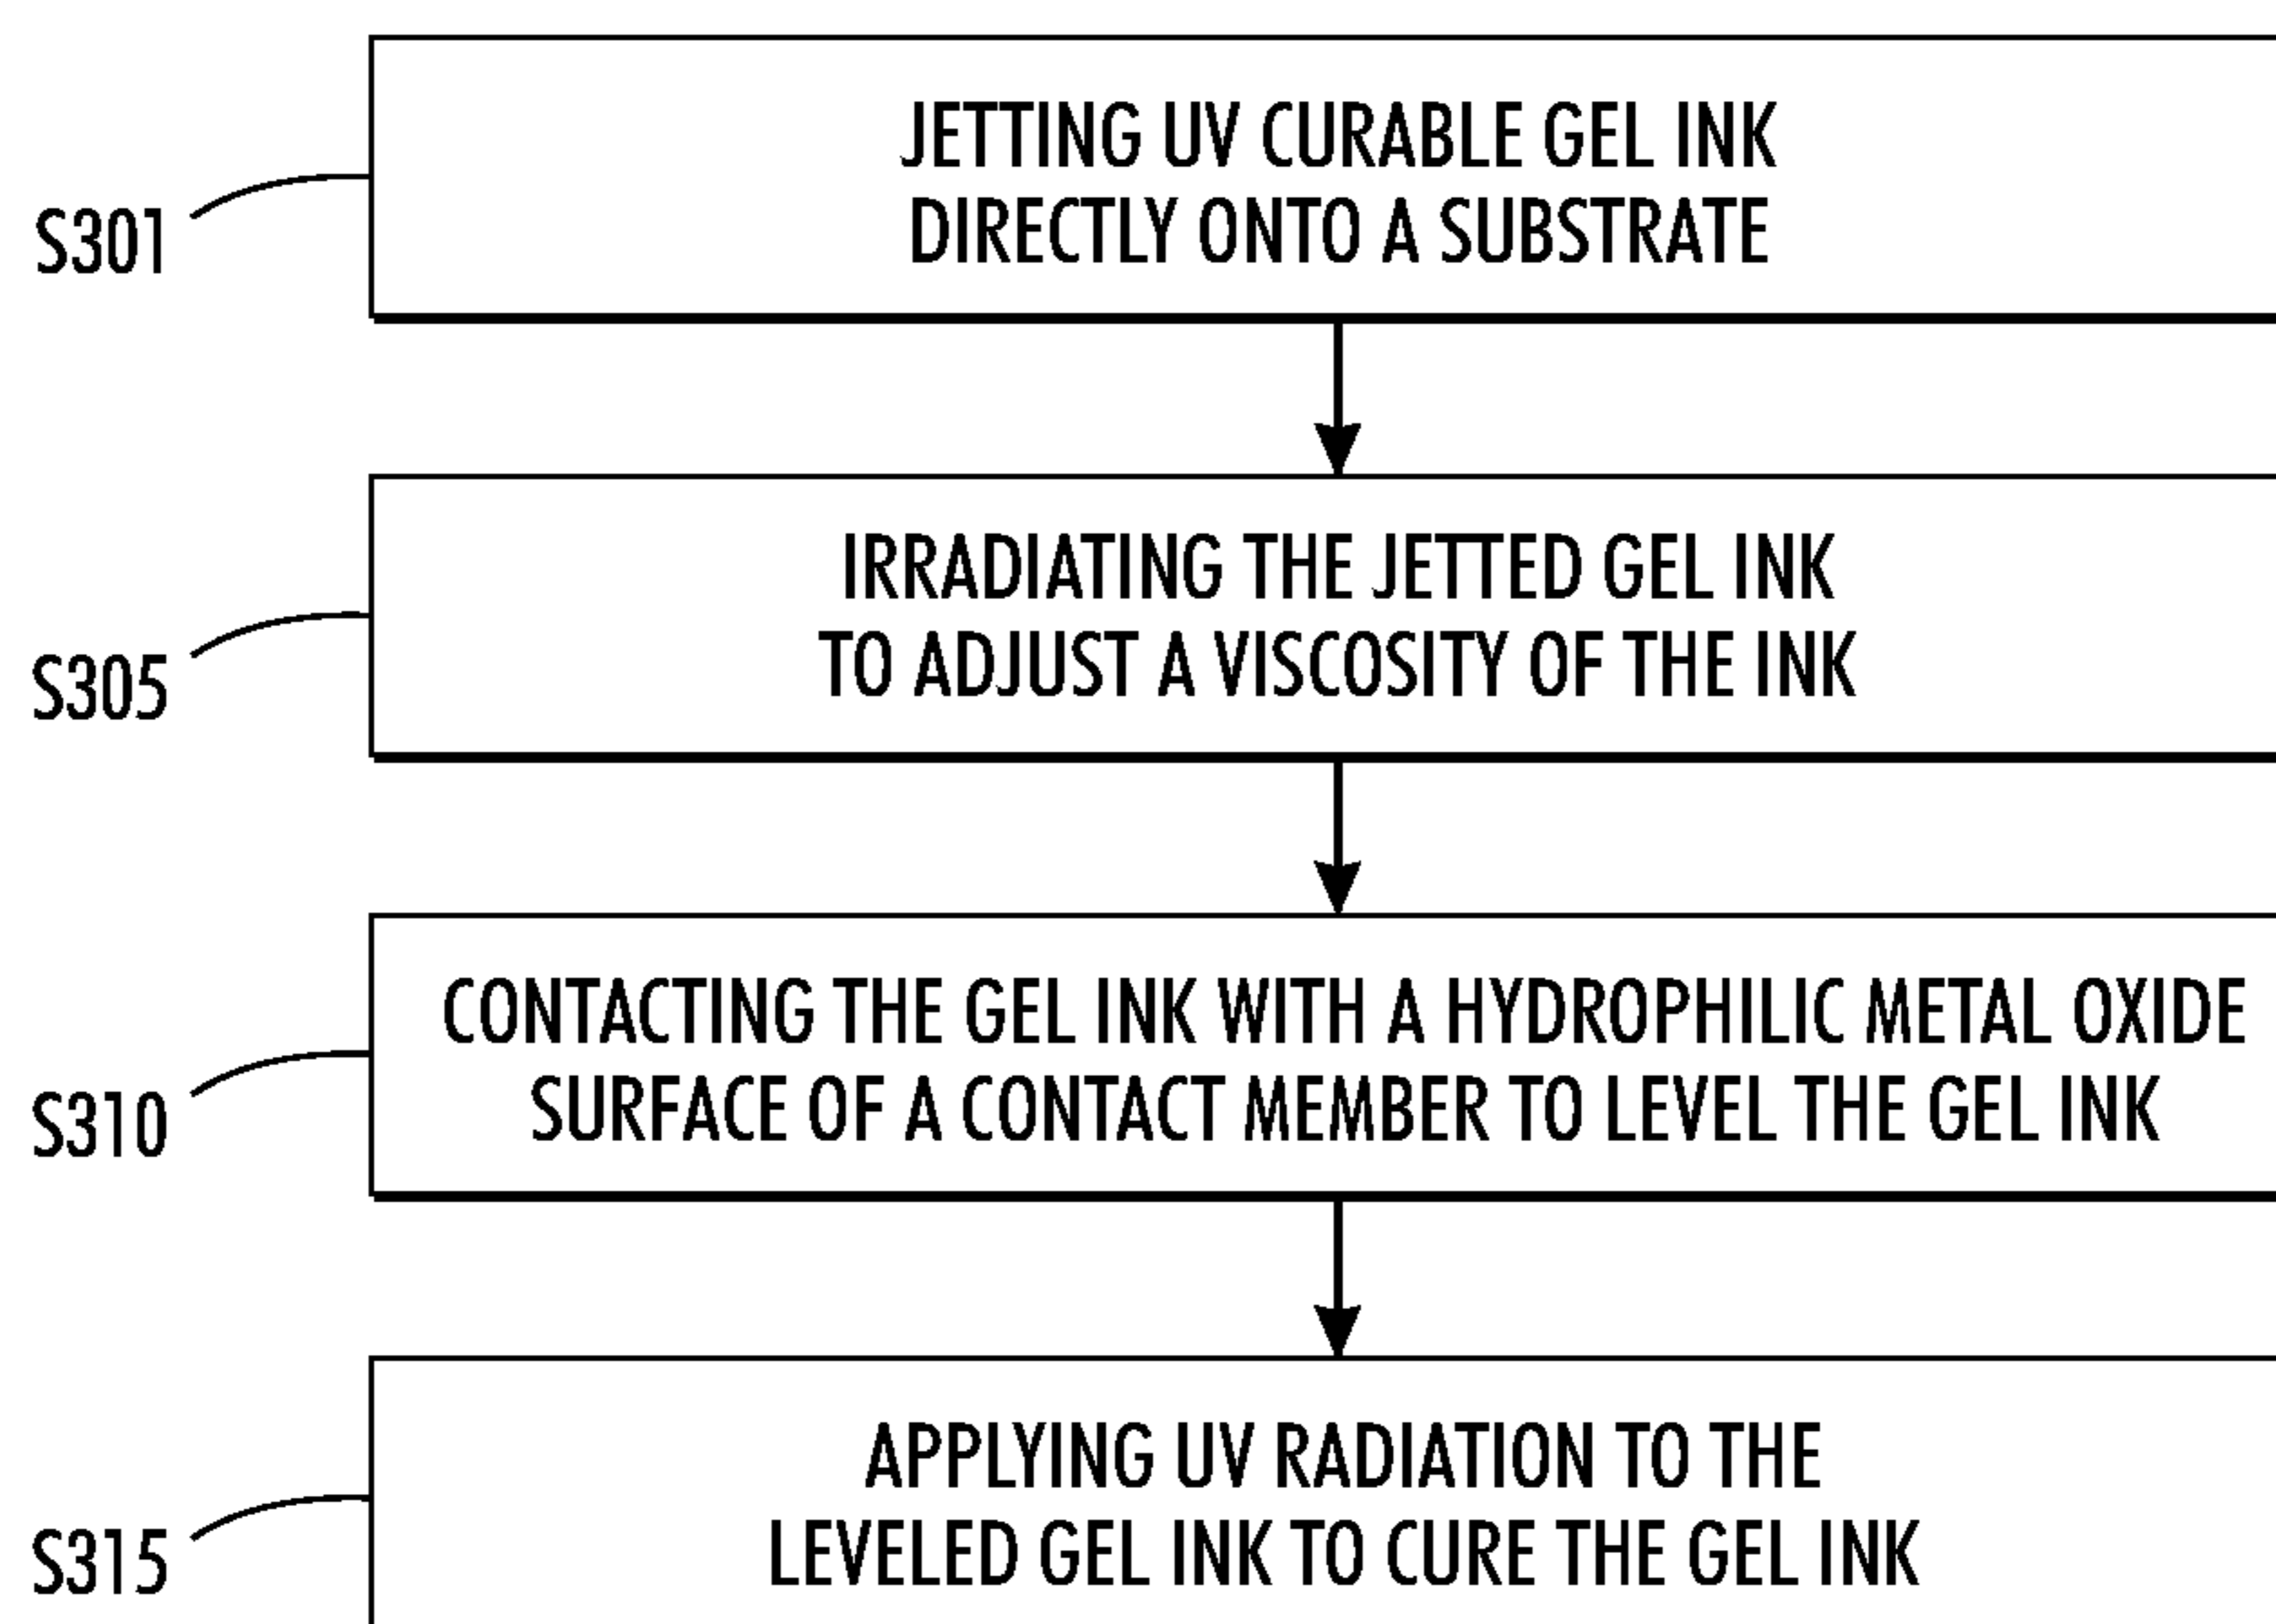 JETTING UV CURABLE GEL INK
DIRECTLY ONTO A SUBSTRATE
S301
IRRADIATING THE JETTED GEL INK
TO ADJUST A VISCOSITY OF THE INK
S305
CONTACTING THE GEL INK WITH A HYDROPHILIC METAL OXIDE
SURFACE OF A CONTACT MEMBER TO LEVEL THE GEL INK
S310
APPLYING UV RADIATION TO THE
LEVELED GEL INK TO CURE THE GEL INK
S315